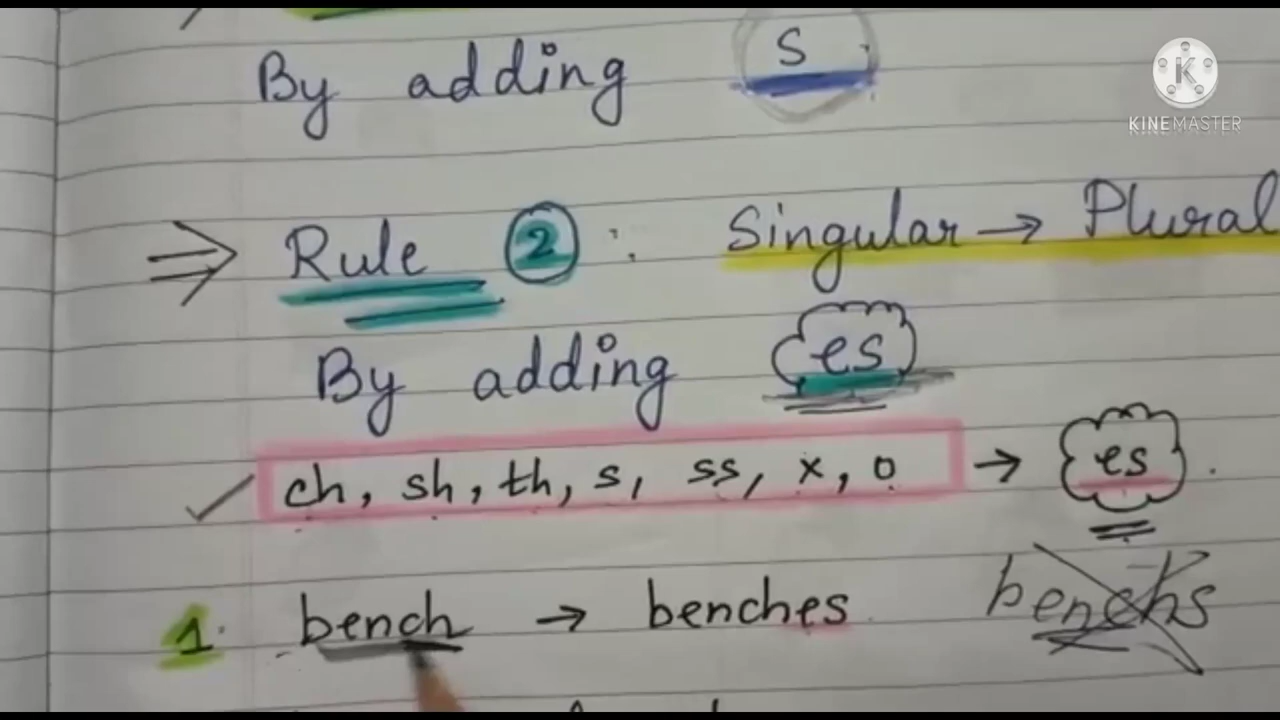 By adding s
KINEMASTER
⇒ Rule 2 : Singular → Plural
By adding es
✓ ch, sh, th, s, ss, x, o → es.
1. bench → benches benchs